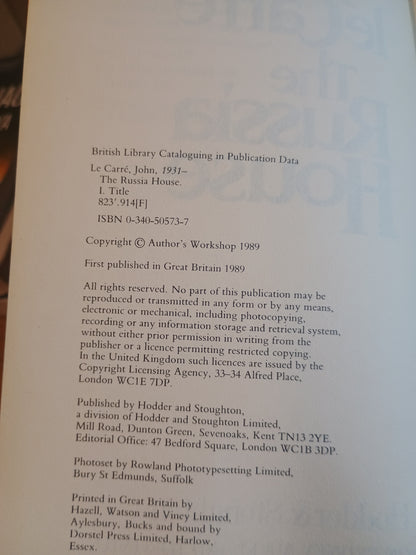 leCarré
The
Russia
House
British Library Cataloguing in Publication Data
Le Carré, John, 1931–
The Russia House.
I. Title
823'.914[F]
ISBN 0-340-50573-7
Copyright © Author's Workshop 1989
First published in Great Britain 1989
All rights reserved. No part of this publication may be
reproduced or transmitted in any form or by any means,
electronic or mechanical, including photocopying,
recording or any information storage and retrieval system,
without either prior permission in writing from the
publisher or a licence permitting restricted copying.
In the United Kingdom such licences are issued by the
Copyright Licensing Agency, 33–34 Alfred Place,
London WC1E 7DP.
Published by Hodder and Stoughton,
a division of Hodder and Stoughton Limited,
Mill Road, Dunton Green, Sevenoaks, Kent TN13 2YE.
Editorial Office: 47 Bedford Square, London WC1B 3DP.
Photoset by Rowland Phototypesetting Limited,
Bury St Edmunds, Suffolk
Printed in Great Britain by
Hazell, Watson and Viney Limited,
Aylesbury, Bucks and bound by
Dorstel Press Limited, Harlow,
Essex.